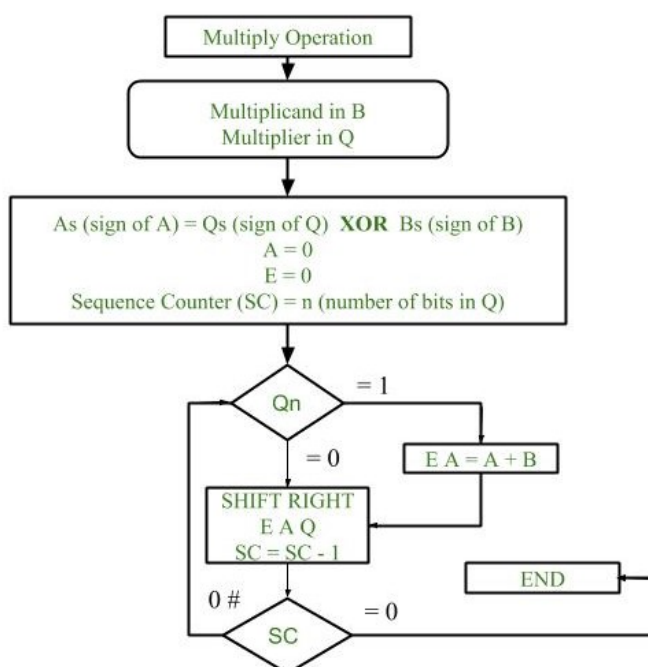 Multiply Operation
Multiplicand in B
Multiplier in Q
As (sign of A) = Qs (sign of Q) XOR Bs (sign of B)
A = 0
E = 0
Sequence Counter (SC) = n (number of bits in Q)
= 1
Qn
E A = A + B
= 0
SHIFT RIGHT
E A Q
SC = SC - 1
END
0 #
= 0
SC